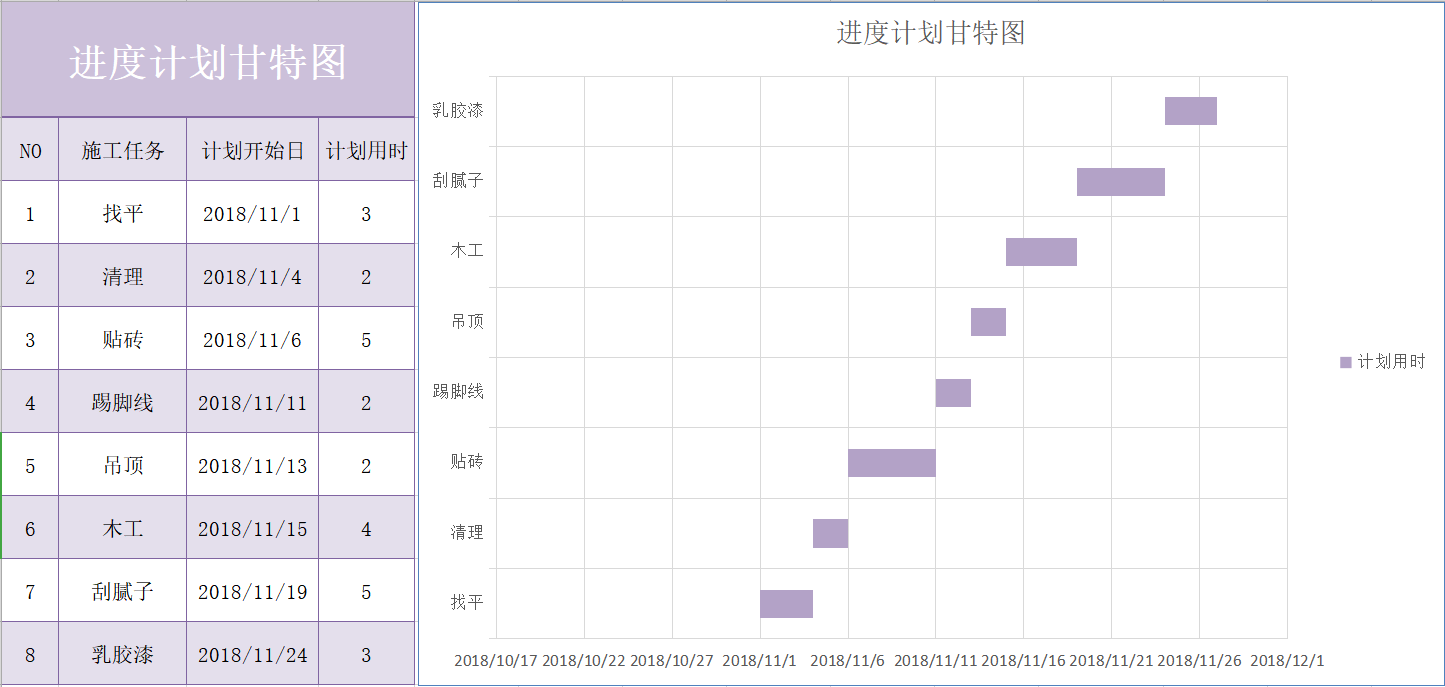 进度计划甘特图
NO 施工任务 计划开始日 计划用时
1 找平 2018/11/1 3
2 清理 2018/11/4 2
3 贴砖 2018/11/6 5
4 踢脚线 2018/11/11 2
5 吊顶 2018/11/13 2
6 木工 2018/11/15 4
7 刮腻子 2018/11/19 5
8 乳胶漆 2018/11/24 3
进度计划甘特图
乳胶漆
刮腻子
木工
吊顶
踢脚线
贴砖
清理
找平
2018/10/17 2018/10/22 2018/10/27 2018/11/1 2018/11/6 2018/11/11 2018/11/16 2018/11/21 2018/11/26 2018/12/1
计划用时